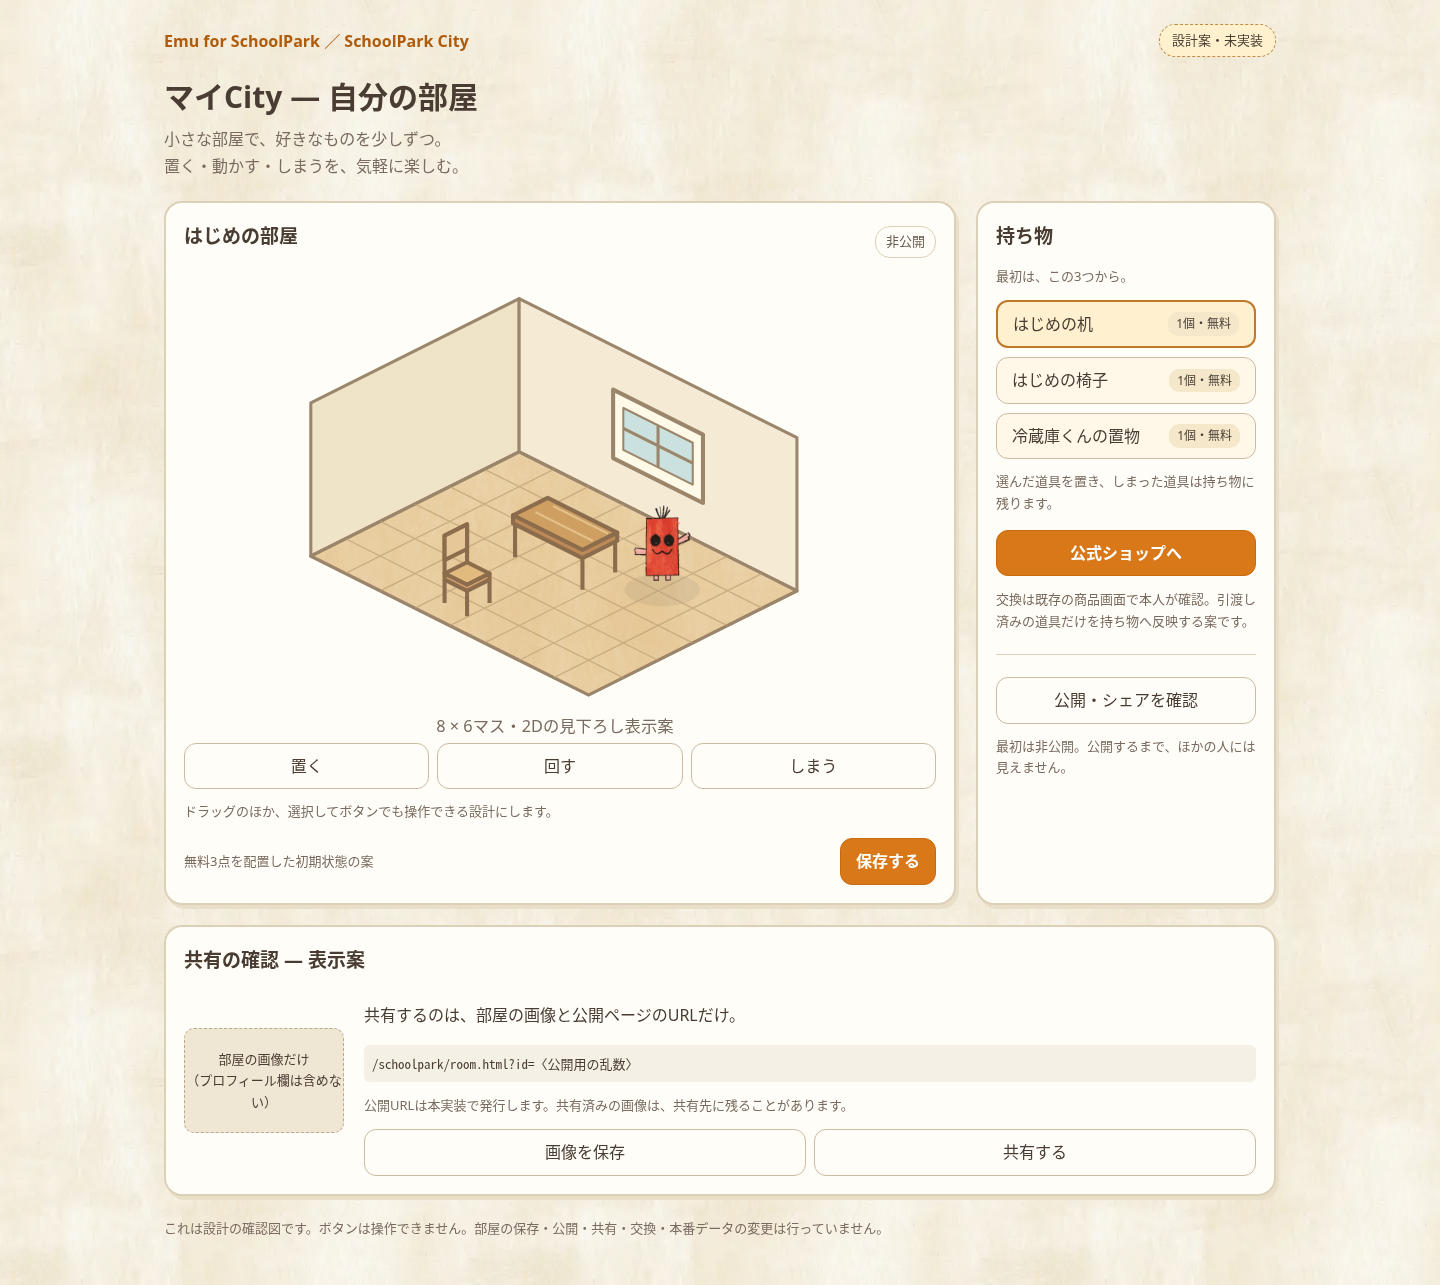 Emu for SchoolPark ／ SchoolPark City
設計案・未実装
マイCity — 自分の部屋
小さな部屋で、好きなものを少しずつ。
置く・動かす・しまうを、気軽に楽しむ。
はじめの部屋
非公開
8 × 6マス・2Dの見下ろし表示案
置く
回す
しまう
ドラッグのほか、選択してボタンでも操作できる設計にします。
無料3点を配置した初期状態の案
保存する
持ち物
最初は、この3つから。
はじめの机
1個・無料
はじめの椅子
1個・無料
冷蔵庫くんの置物
1個・無料
選んだ道具を置き、しまった道具は持ち物に
残ります。
公式ショップへ
交換は既存の商品画面で本人が確認。引渡し
済みの道具だけを持ち物へ反映する案です。
公開・シェアを確認
最初は非公開。公開するまで、ほかの人には
見えません。
共有の確認 — 表示案
部屋の画像だけ
（プロフィール欄は含めな
い）
共有するのは、部屋の画像と公開ページのURLだけ。
/schoolpark/room.html?id=〈公開用の乱数〉
公開URLは本実装で発行します。共有済みの画像は、共有先に残ることがあります。
画像を保存
共有する
これは設計の確認図です。ボタンは操作できません。部屋の保存・公開・共有・交換・本番データの変更は行っていません。